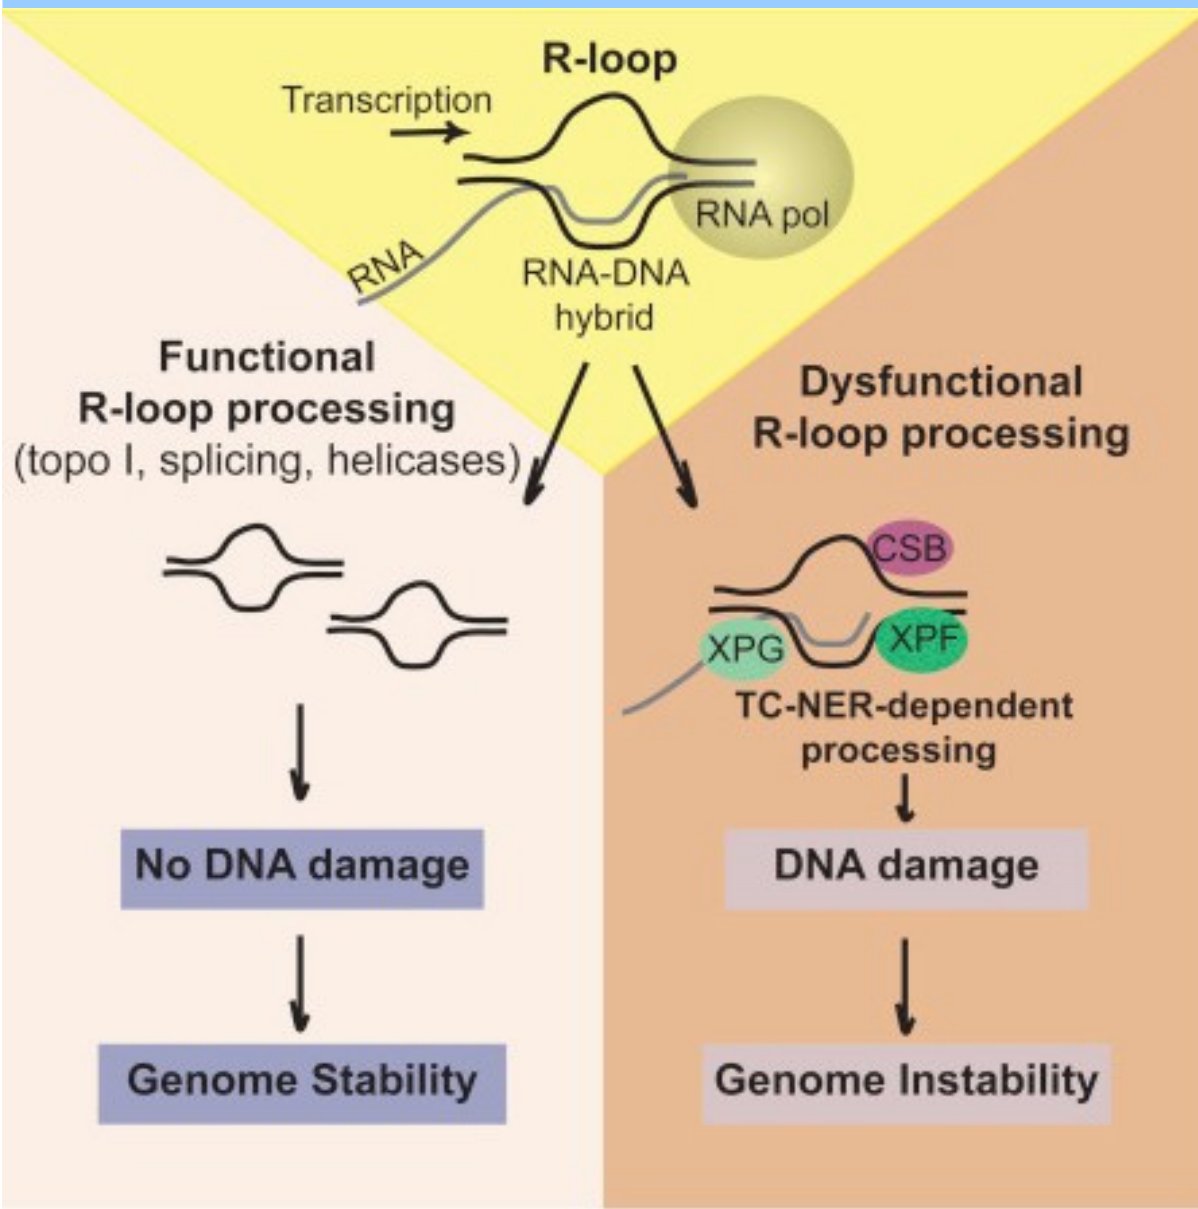 R-loop
Transcription
RNA pol
RNA
RNA-DNA
hybrid
Functional
R-loop processing
(topo I, splicing, helicases)
Dysfunctional
R-loop processing
CSB
XPG
XPF
TC-NER-dependent
processing
No DNA damage
DNA damage
Genome Stability
Genome Instability